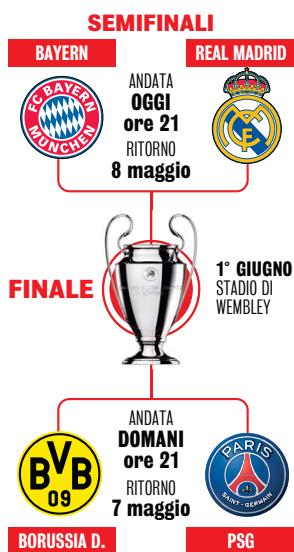 SEMIFINALI
BAYERN
REAL MADRID
FC BAYERN
MÜNCHEN
ANDATA
OGGI
ore 21
RITORNO
8 maggio
FINALE
1° GIUGNO
STADIO DI
WEMBLEY
BVB
09
ANDATA
DOMANI
ore 21
RITORNO
7 maggio
PARIS
SAINT-GERMAIN
BORUSSIA D.
PSG